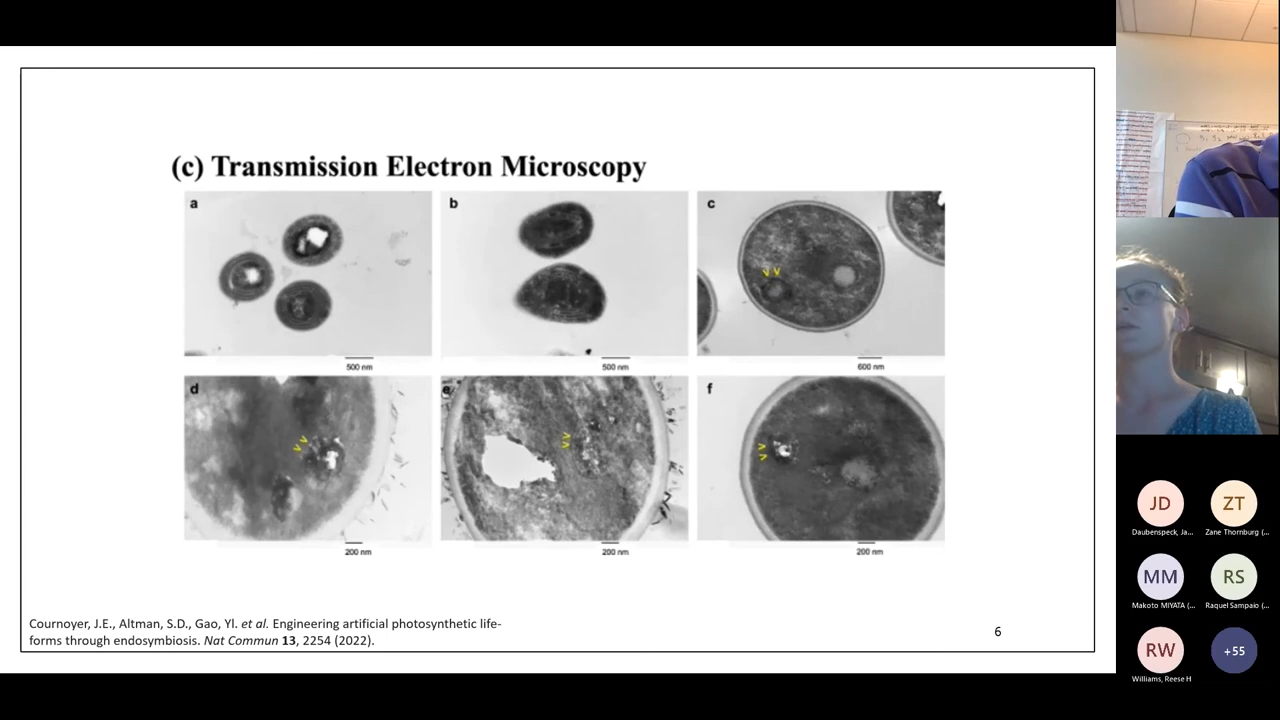 (c) Transmission Electron Microscopy
a
b
c
500 nm
500 nm
600 nm
d
e
f
200 nm
200 nm
200 nm
Cournoyer, J.E., Altman, S.D., Gao, Yl. et al. Engineering artificial photosynthetic life-
forms through endosymbiosis. Nat Commun 13, 2254 (2022).
6
JD
ZT
Daubenspeck, Ja...
Zane Thornburg (...
MM
RS
Makoto MIYATA (...
Raquel Sampaio (...
RW
+55
Williams, Reese H